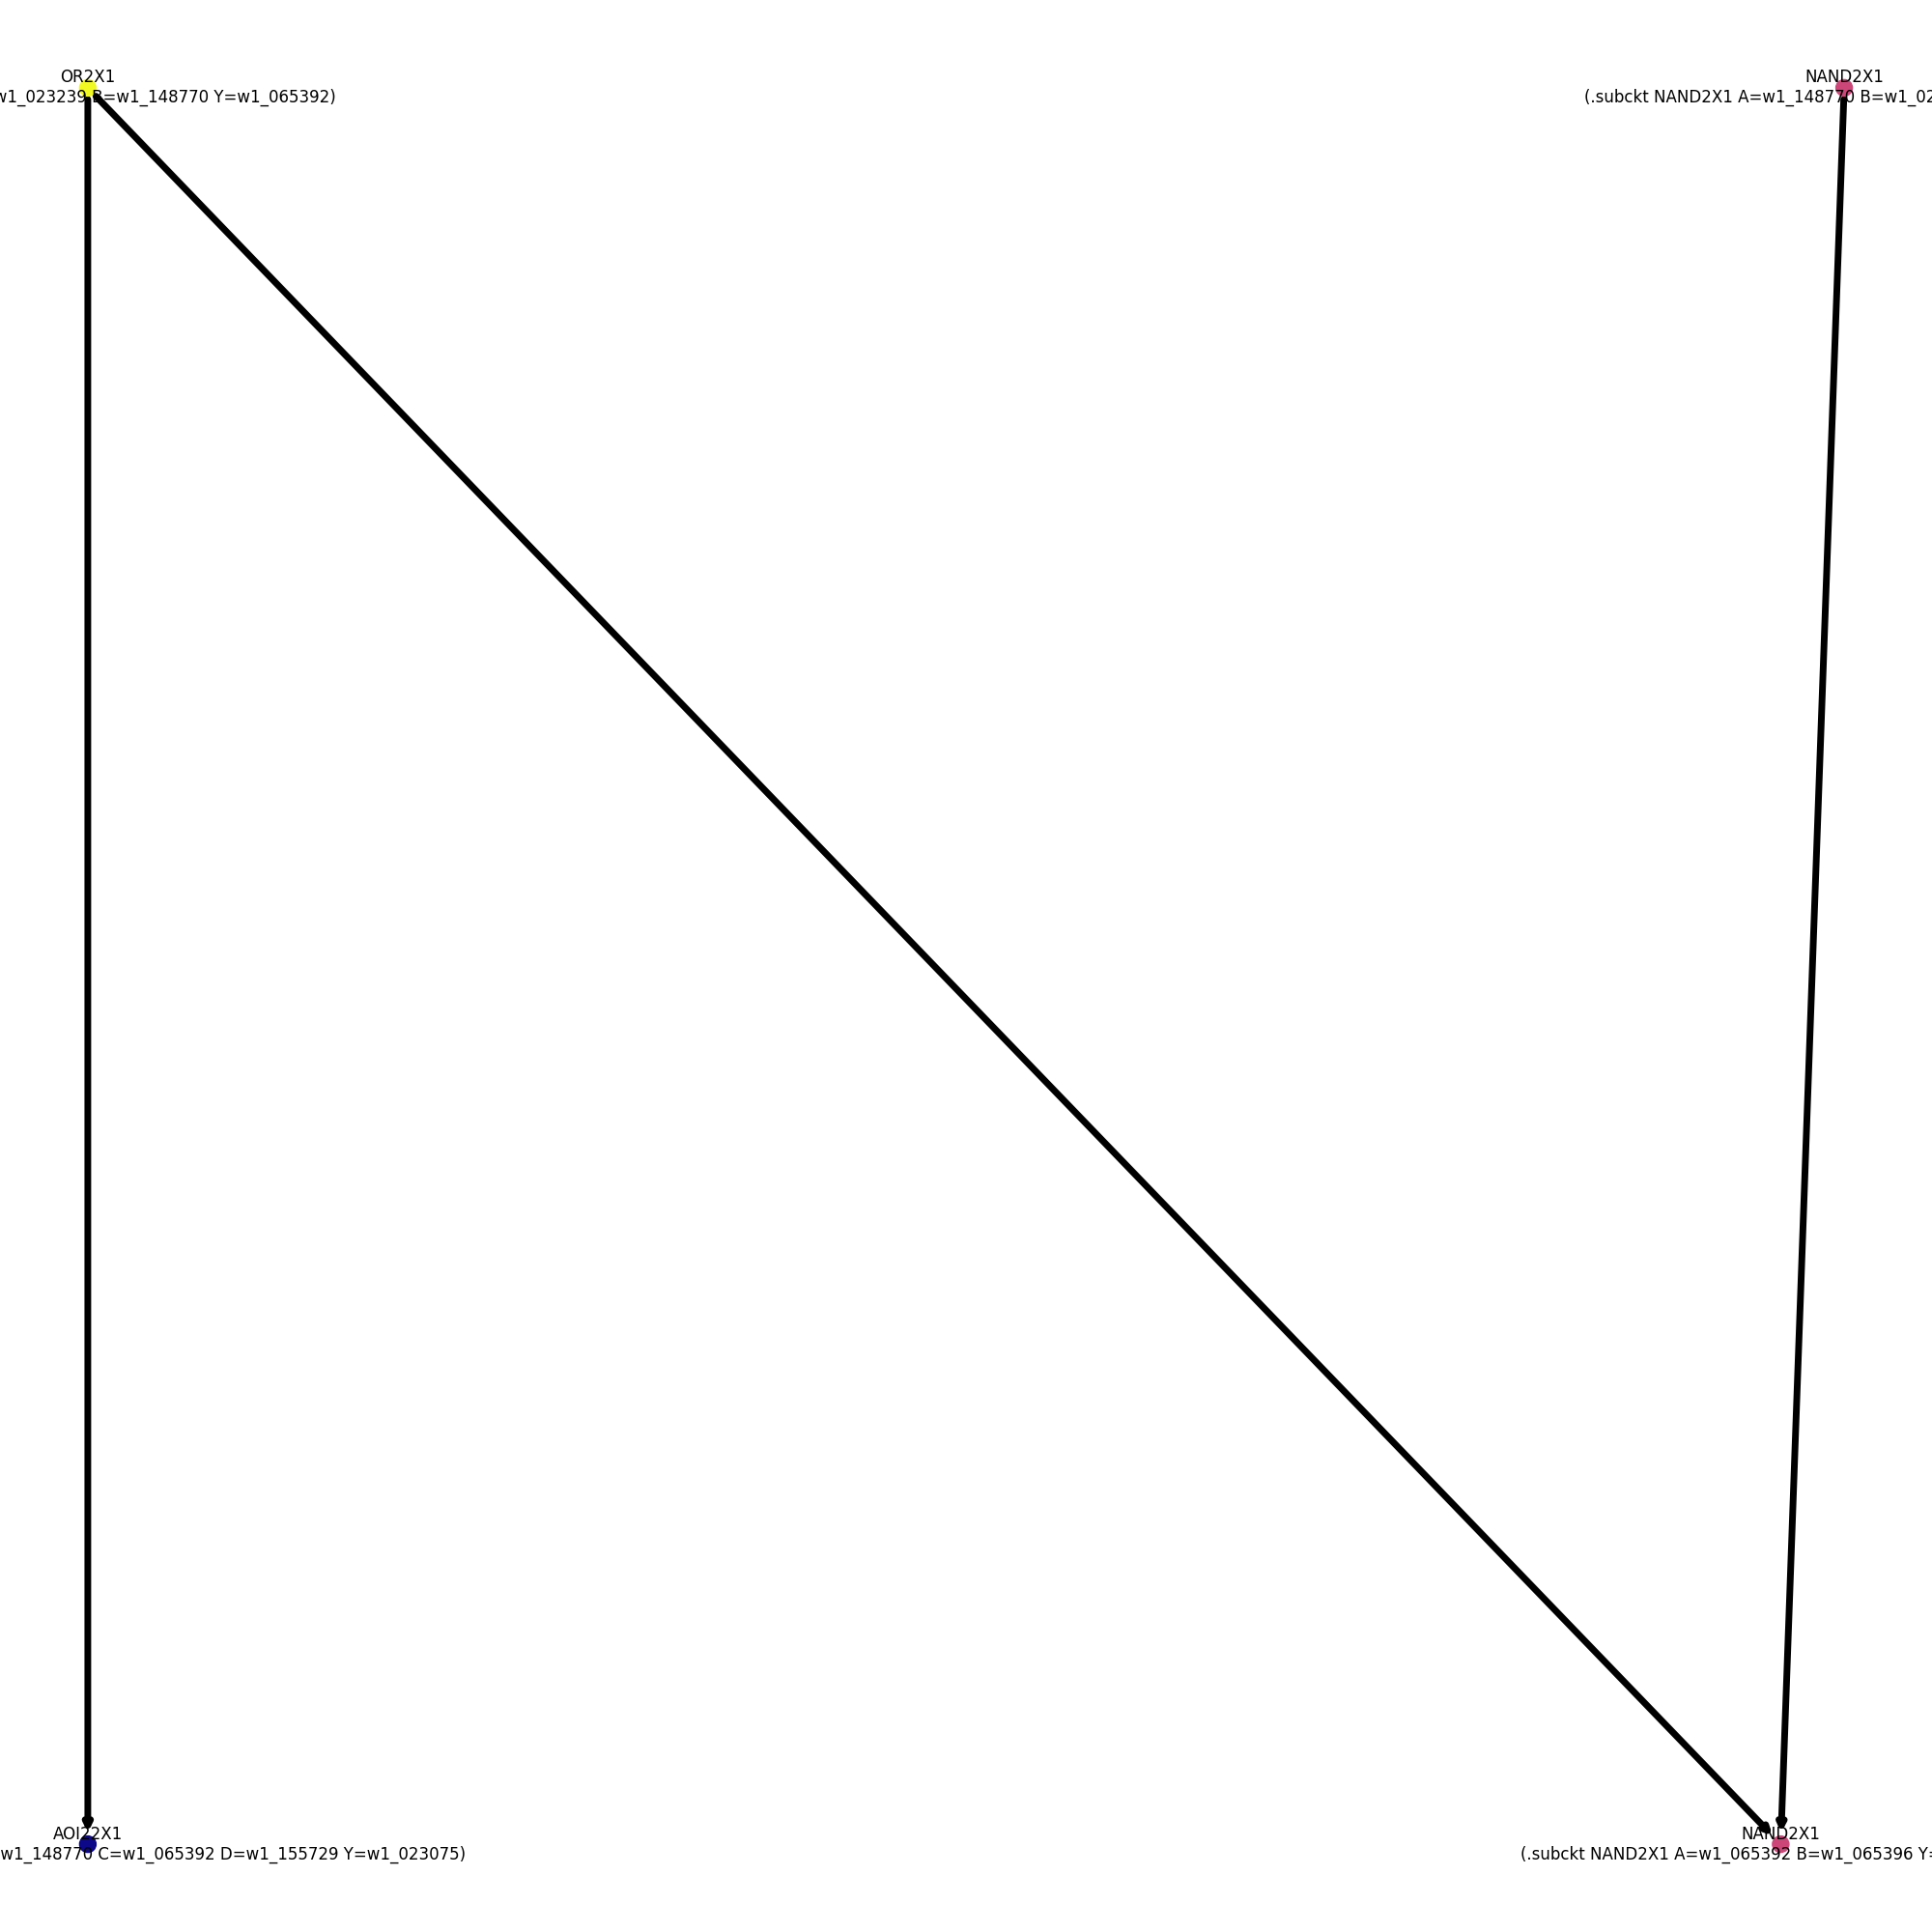 OR2X1
w1_023239 B=w1_148770 Y=w1_065392)
NAND2X1
(.subckt NAND2X1 A=w1_148770 B=w1_02
AOI22X1
w1_148770 C=w1_065392 D=w1_155729 Y=w1_023075)
NAND2X1
(.subckt NAND2X1 A=w1_065392 B=w1_065396 Y=